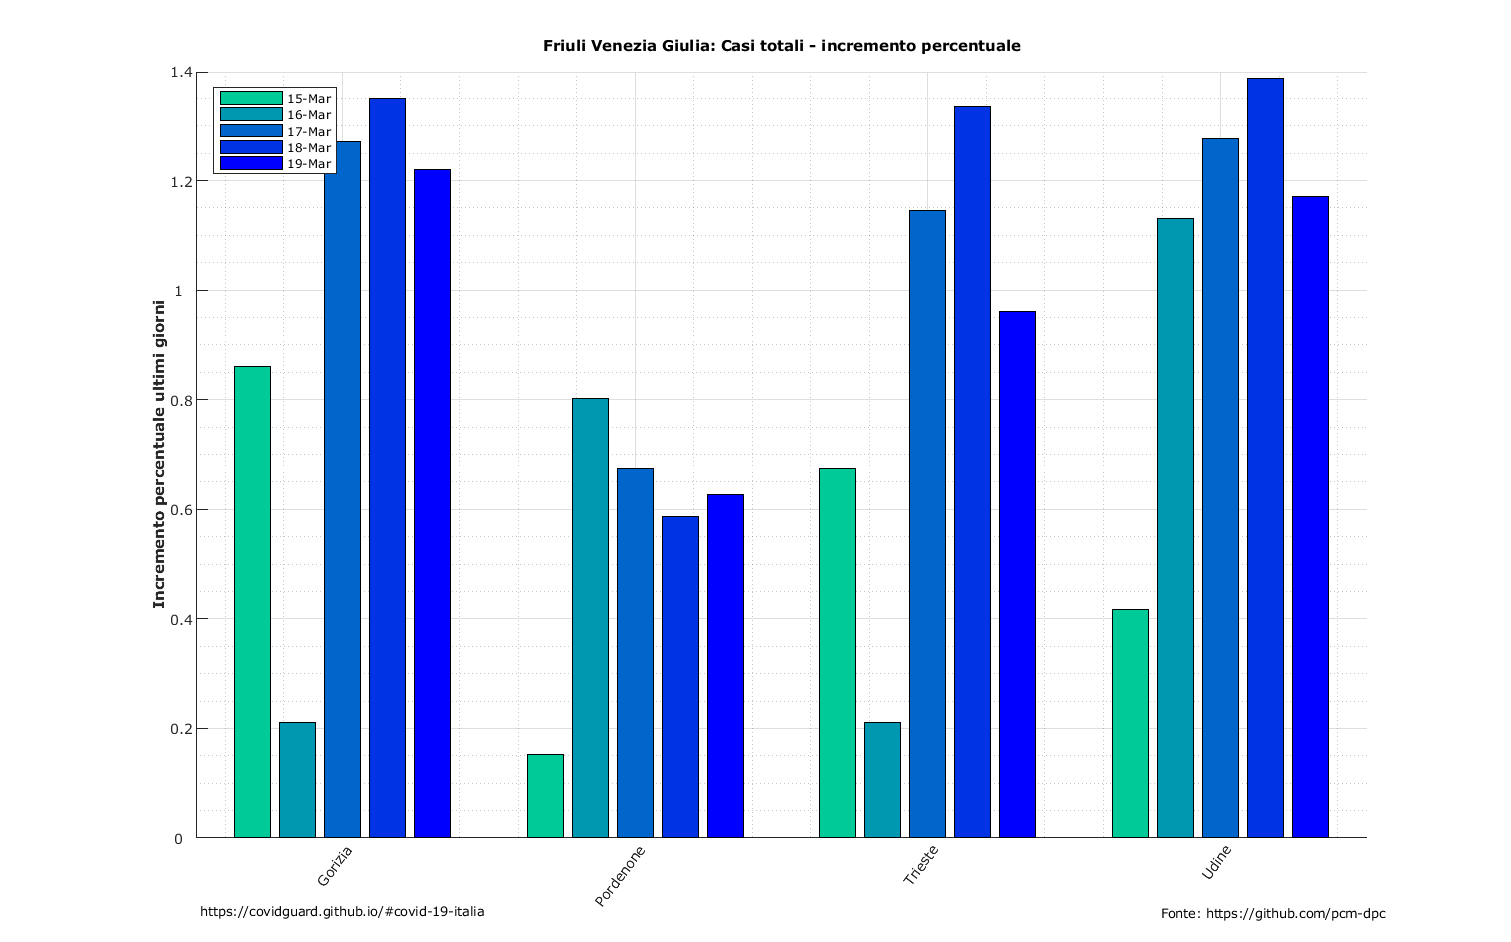 Friuli Venezia Giulia: Casi totali - incremento percentuale
1.4
1.2
1
0.8
0.6
0.4
0.2
0
Incremento percentuale ultimi giorni
15-Mar
16-Mar
17-Mar
18-Mar
19-Mar
Gorizia
Pordenone
Trieste
Udine
https://covidguard.github.io/#covid-19-italia
Fonte: https://github.com/pcm-dpc